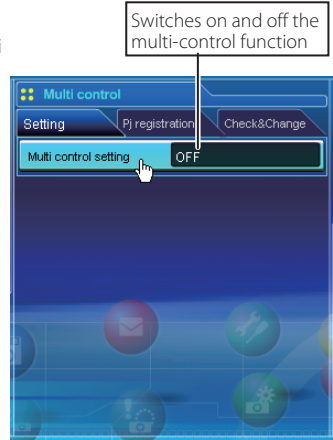 Switches on and off the
multi-control function
i
Multi control
Setting Pj registration Check&Change
Multi control setting OFF